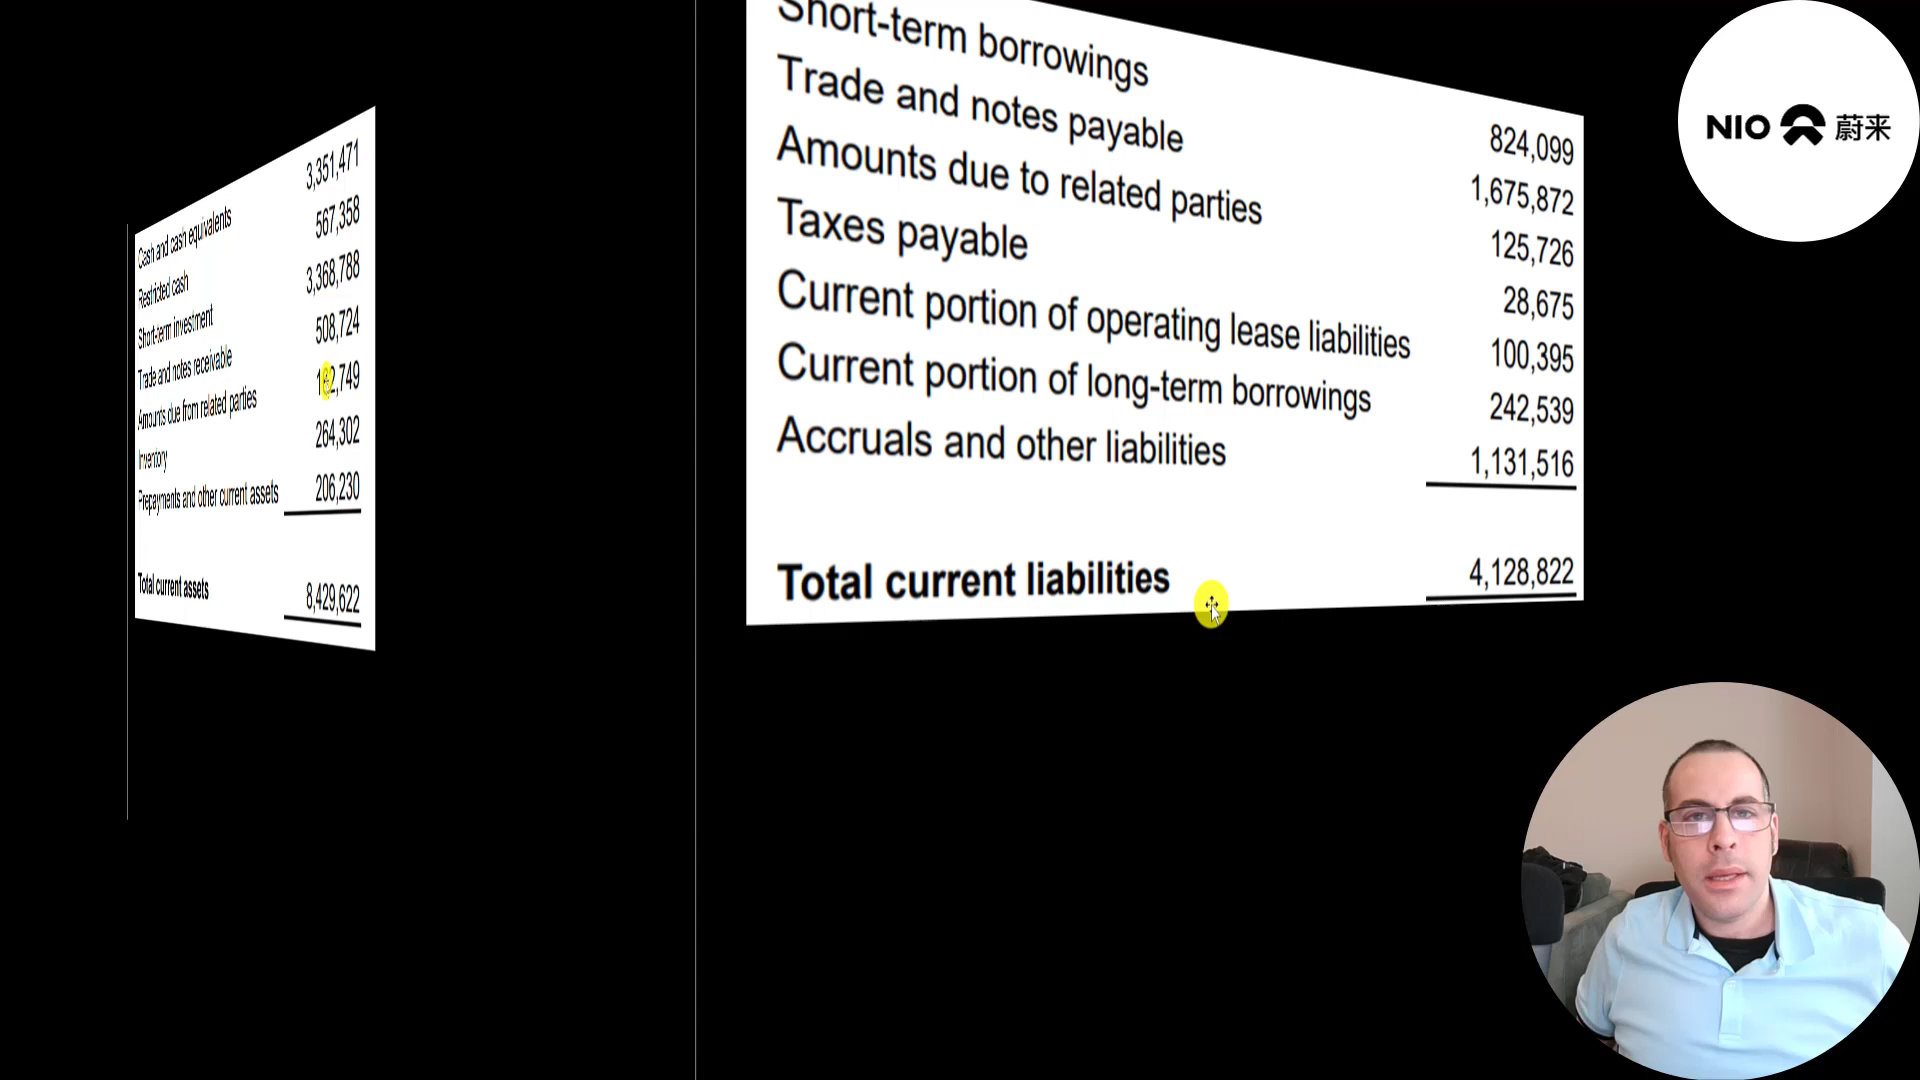 Cash and cash equivalents 3,351,471
Restricted cash 567,358
Short-term investment 3,368,788
Trade and notes receivable 508,724
Amounts due from related parties 162,749
Inventory 264,302
Prepayments and other current assets 206,230
Total current assets 8,429,622
Short-term borrowings 824,099
Trade and notes payable 1,675,872
Amounts due to related parties 125,726
Taxes payable 28,675
Current portion of operating lease liabilities 100,395
Current portion of long-term borrowings 242,539
Accruals and other liabilities 1,131,516
Total current liabilities 4,128,822
NIO 蔚来